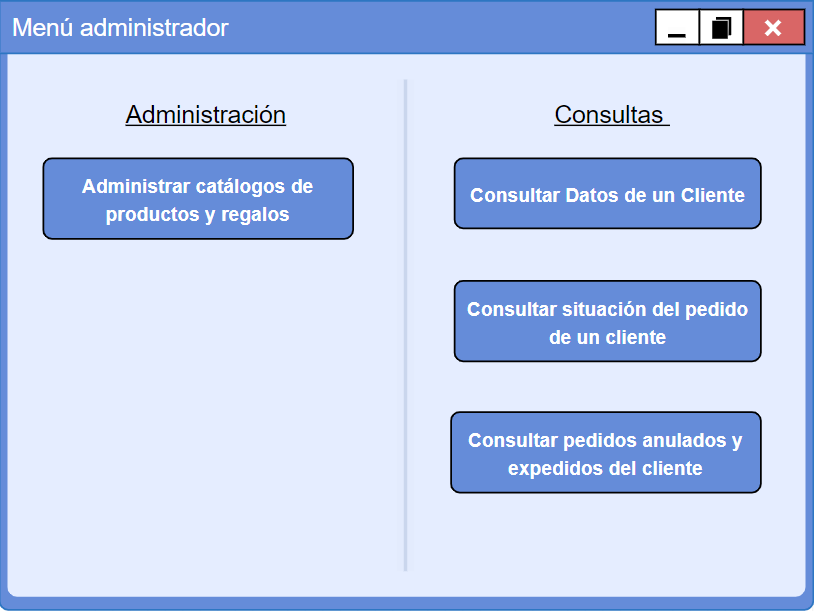 Menú administrador
Administración
Administrar catálogos de
productos y regalos
Consultas
Consultar Datos de un Cliente
Consultar situación del pedido
de un cliente
Consultar pedidos anulados y
expedidos del cliente